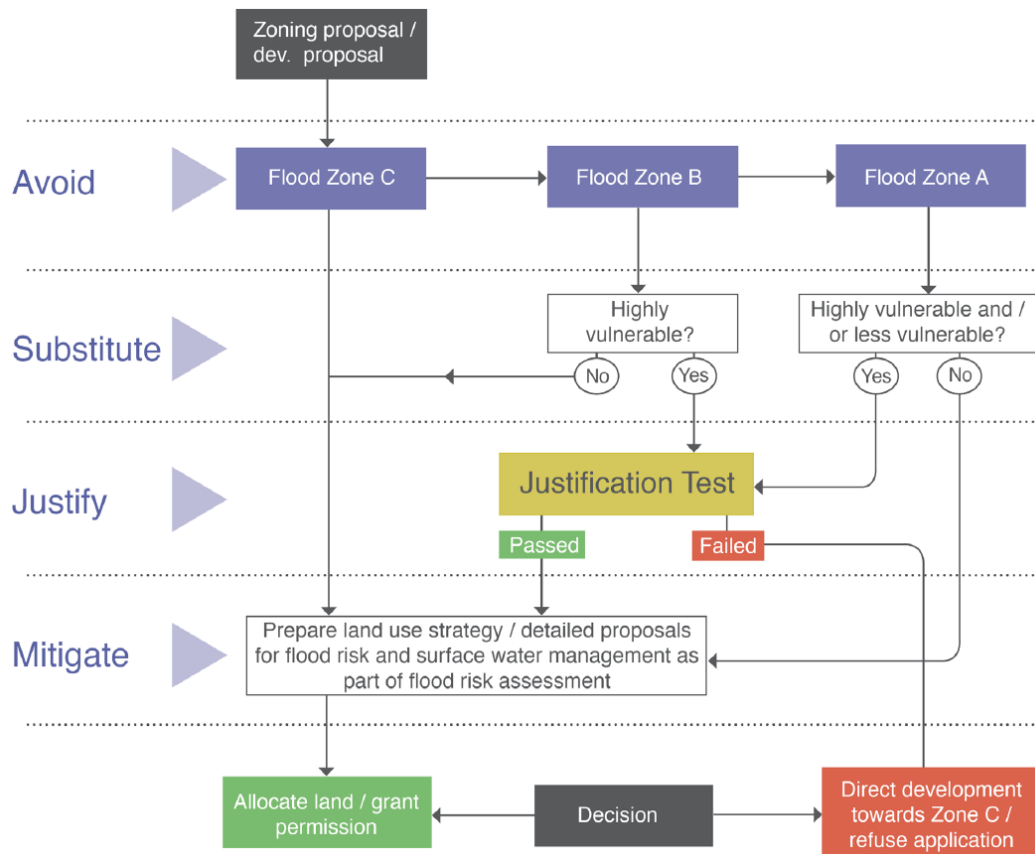 Zoning proposal /
dev. proposal
Avoid
Flood Zone C
Flood Zone B
Flood Zone A
Substitute
Highly
vulnerable?
Highly vulnerable and /
or less vulnerable?
No
Yes
Yes
No
Justify
Justification Test
Passed
Failed
Mitigate
Prepare land use strategy / detailed proposals
for flood risk and surface water management as
part of flood risk assessment
Allocate land / grant
permission
Decision
Direct development
towards Zone C /
refuse application